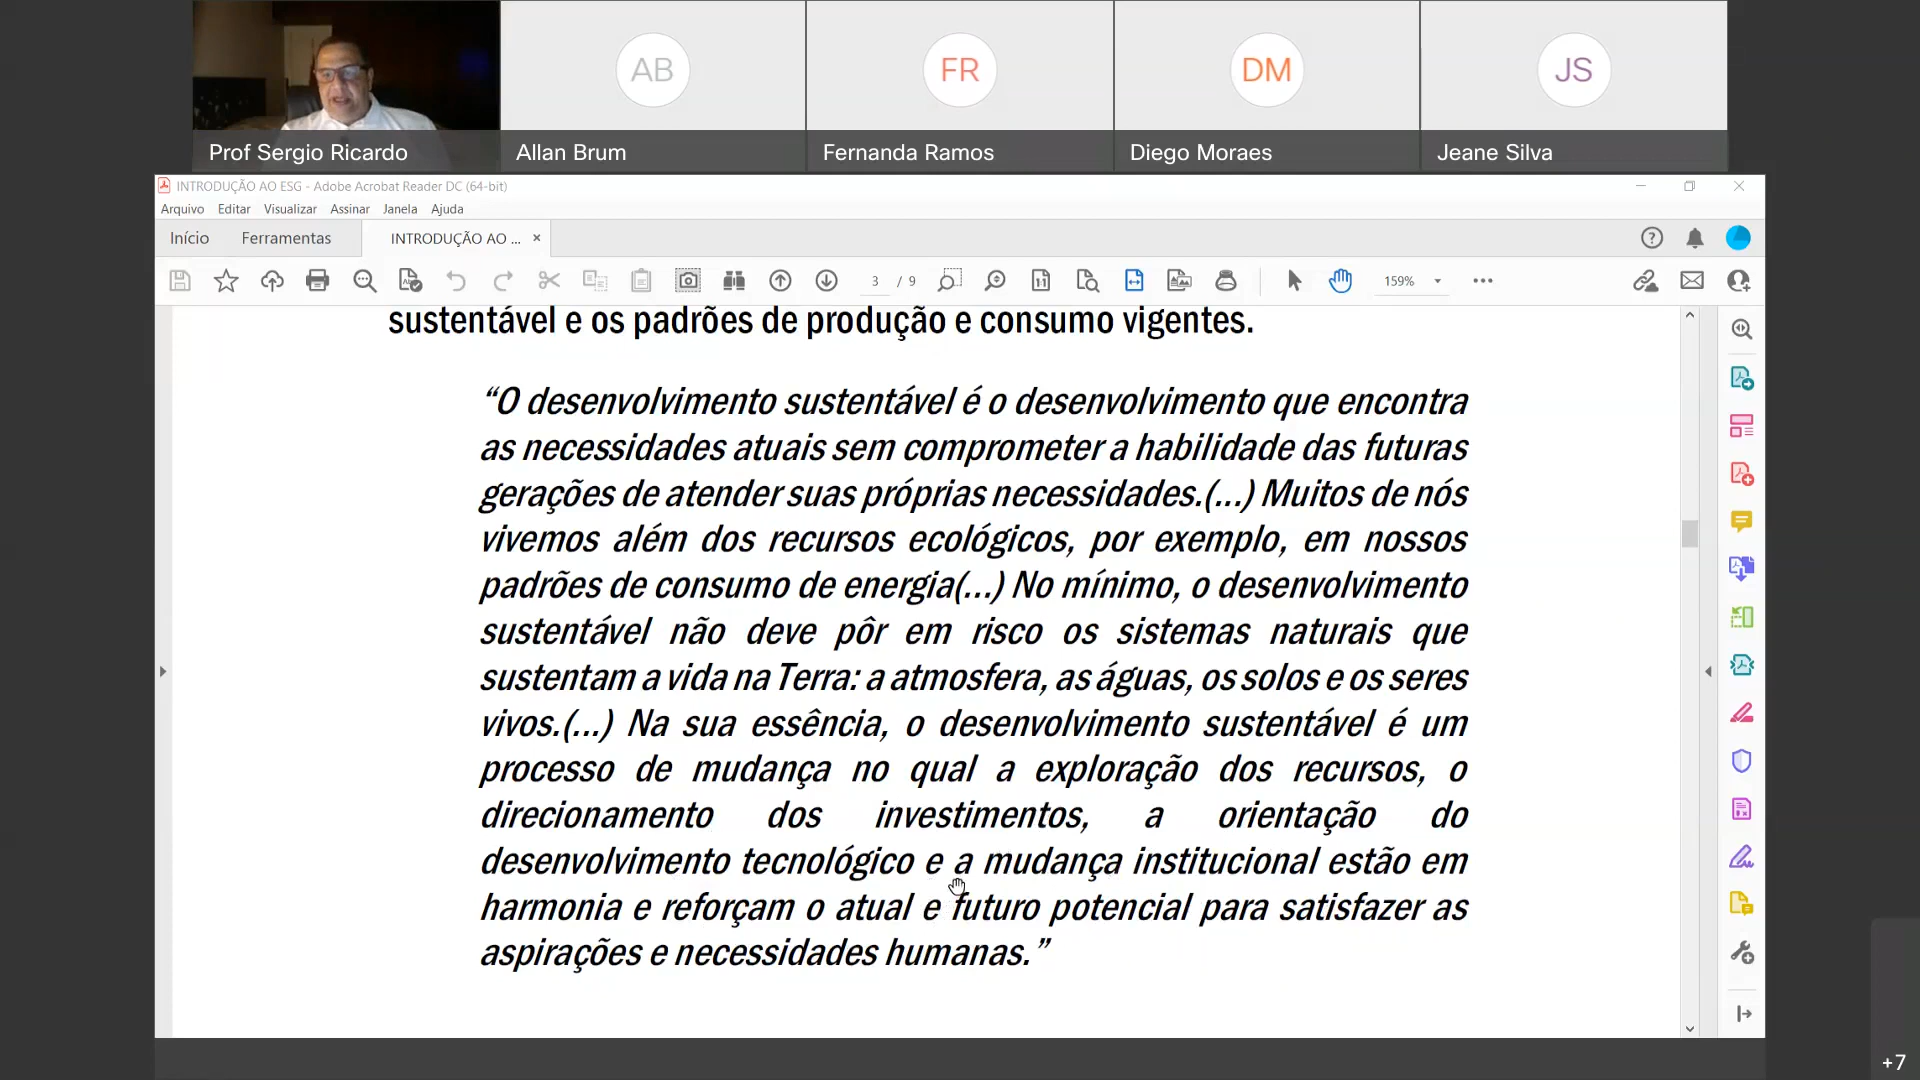 AB
FR
DM
JS
Prof Sergio Ricardo
Allan Brum
Fernanda Ramos
Diego Moraes
Jeane Silva
INTRODUÇÃO AO ESG - Adobe Acrobat Reader DC (64-bit)
Arquivo Editar Visualizar Assinar Janela Ajuda
Início Ferramentas INTRODUÇÃO AO ...
3 / 9 159%
sustentável e os padrões de produção e consumo vigentes.
“O desenvolvimento sustentável é o desenvolvimento que encontra
as necessidades atuais sem comprometer a habilidade das futuras
gerações de atender suas próprias necessidades.(...) Muitos de nós
vivemos além dos recursos ecológicos, por exemplo, em nossos
padrões de consumo de energia(...) No mínimo, o desenvolvimento
sustentável não deve pôr em risco os sistemas naturais que
sustentam a vida na Terra: a atmosfera, as águas, os solos e os seres
vivos.(...) Na sua essência, o desenvolvimento sustentável é um
processo de mudança no qual a exploração dos recursos, o
direcionamento dos investimentos, a orientação do
desenvolvimento tecnológico e a mudança institucional estão em
harmonia e reforçam o atual e futuro potencial para satisfazer as
aspirações e necessidades humanas.”
+7